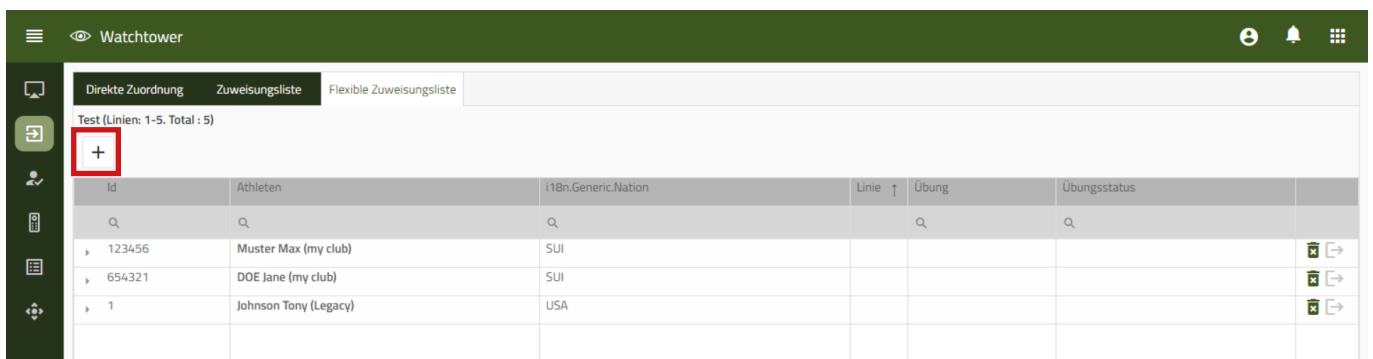 Watchtower
Direkte Zuordnung Zuweisungsliste Flexible Zuweisungsliste
Test (Linien: 1-5. Total : 5)
+
Id Athleten i18n.Generic.Nation Linie ↑ Übung Übungsstatus
123456 Muster Max (my club) SUI
654321 DOE Jane (my club) SUI
1 Johnson Tony (Legacy) USA